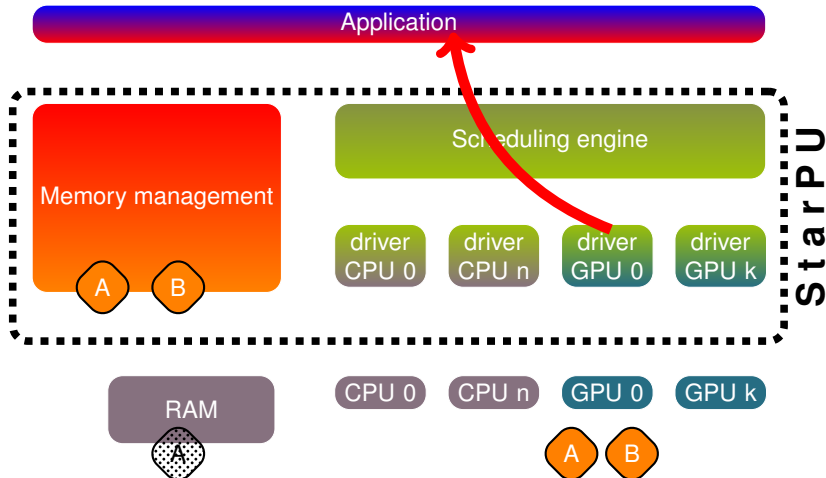 Application
Scheduling engine
Memory management
driver
CPU 0
driver
CPU n
driver
GPU 0
driver
GPU k
A
B
StarPU
RAM
CPU 0
CPU n
GPU 0
GPU k
A
A
B